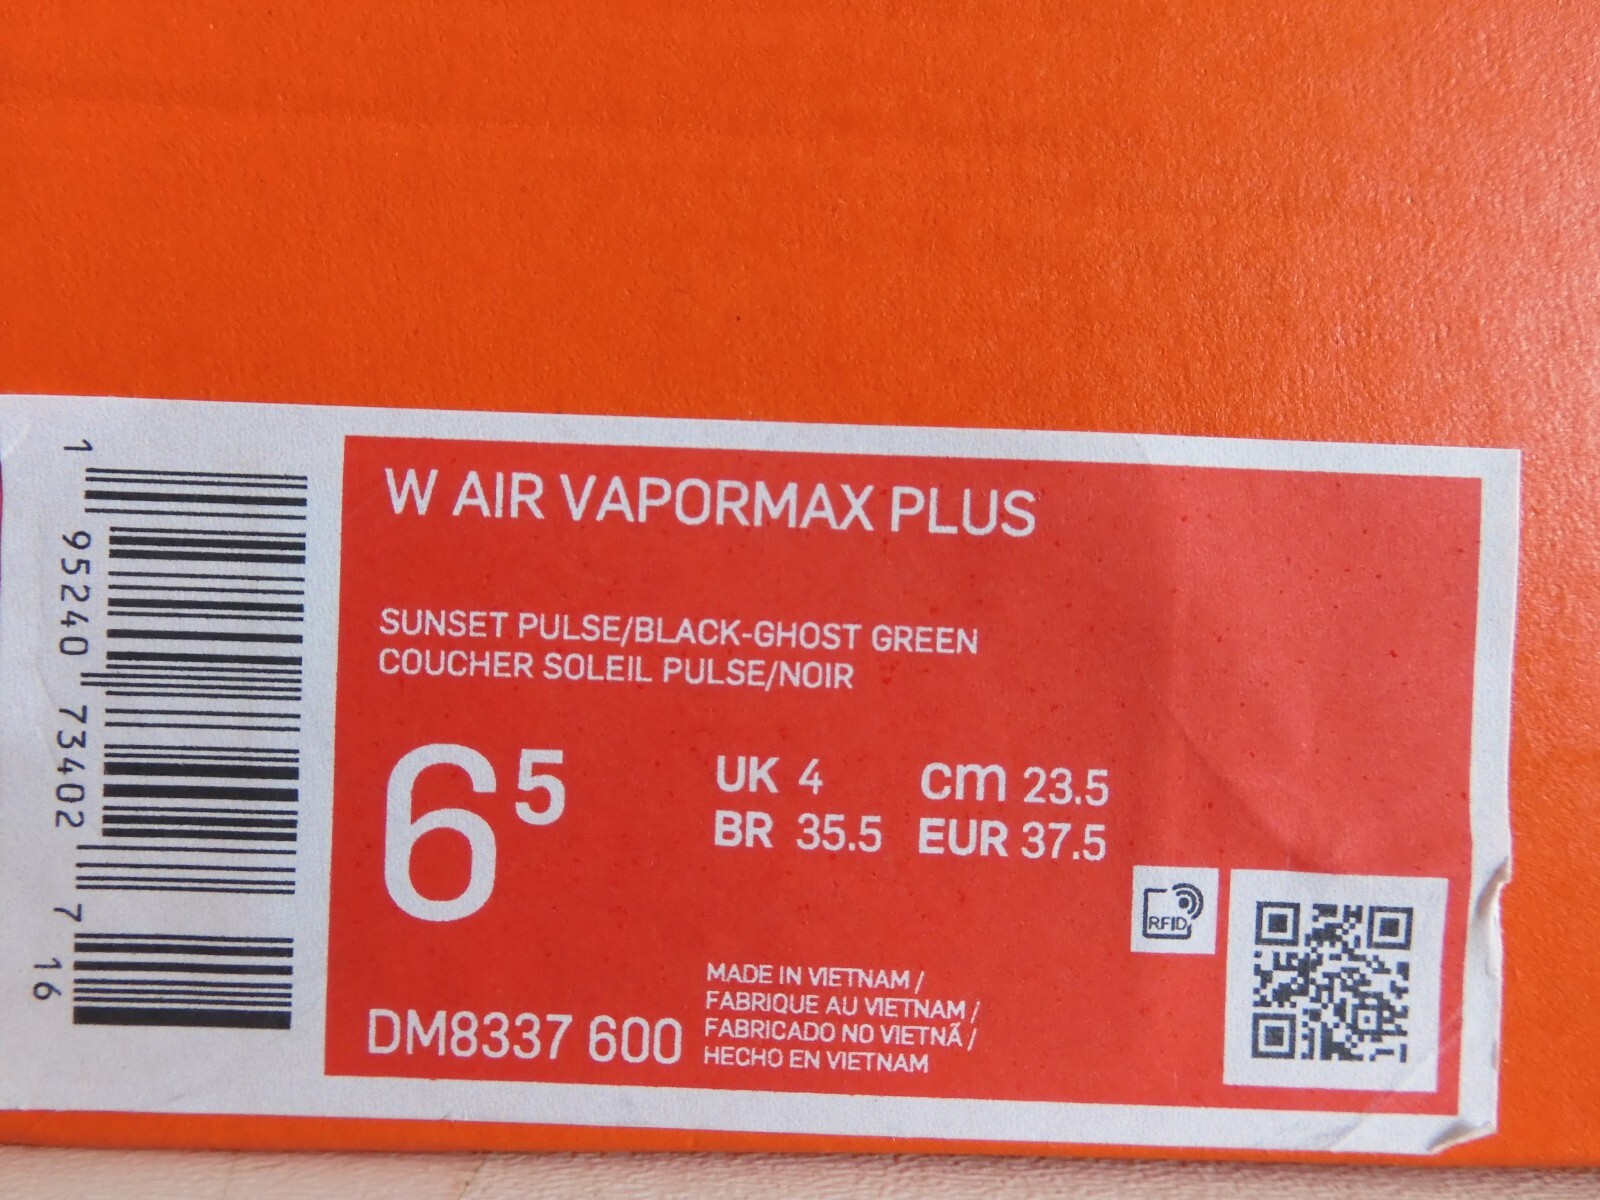 W AIR VAPORMAX PLUS
SUNSET PULSE/BLACK-GHOST GREEN
COUCHER SOLEIL PULSE/NOIR
6 5
UK 4 cm 23.5
BR 35.5 EUR 37.5
RFID
DM8337 600
MADE IN VIETNAM /
FABRIQUE AU VIETNAM /
FABRICADO NO VIETNÃ /
HECHO EN VIETNAM
1 95240 73402 7 16